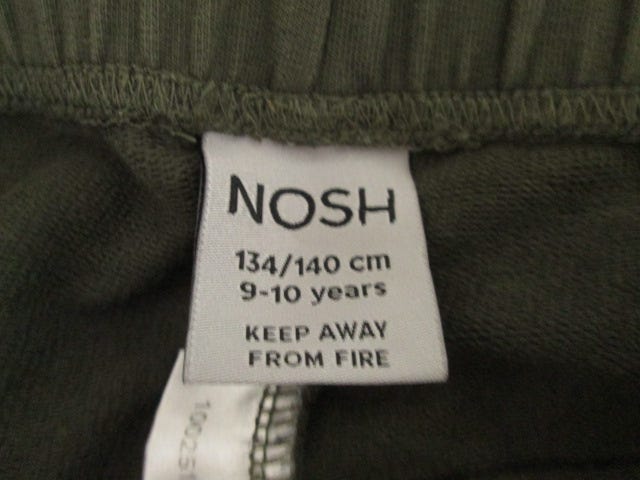 NOSH
134/140 cm
9-10 years
KEEP AWAY
FROM FIRE